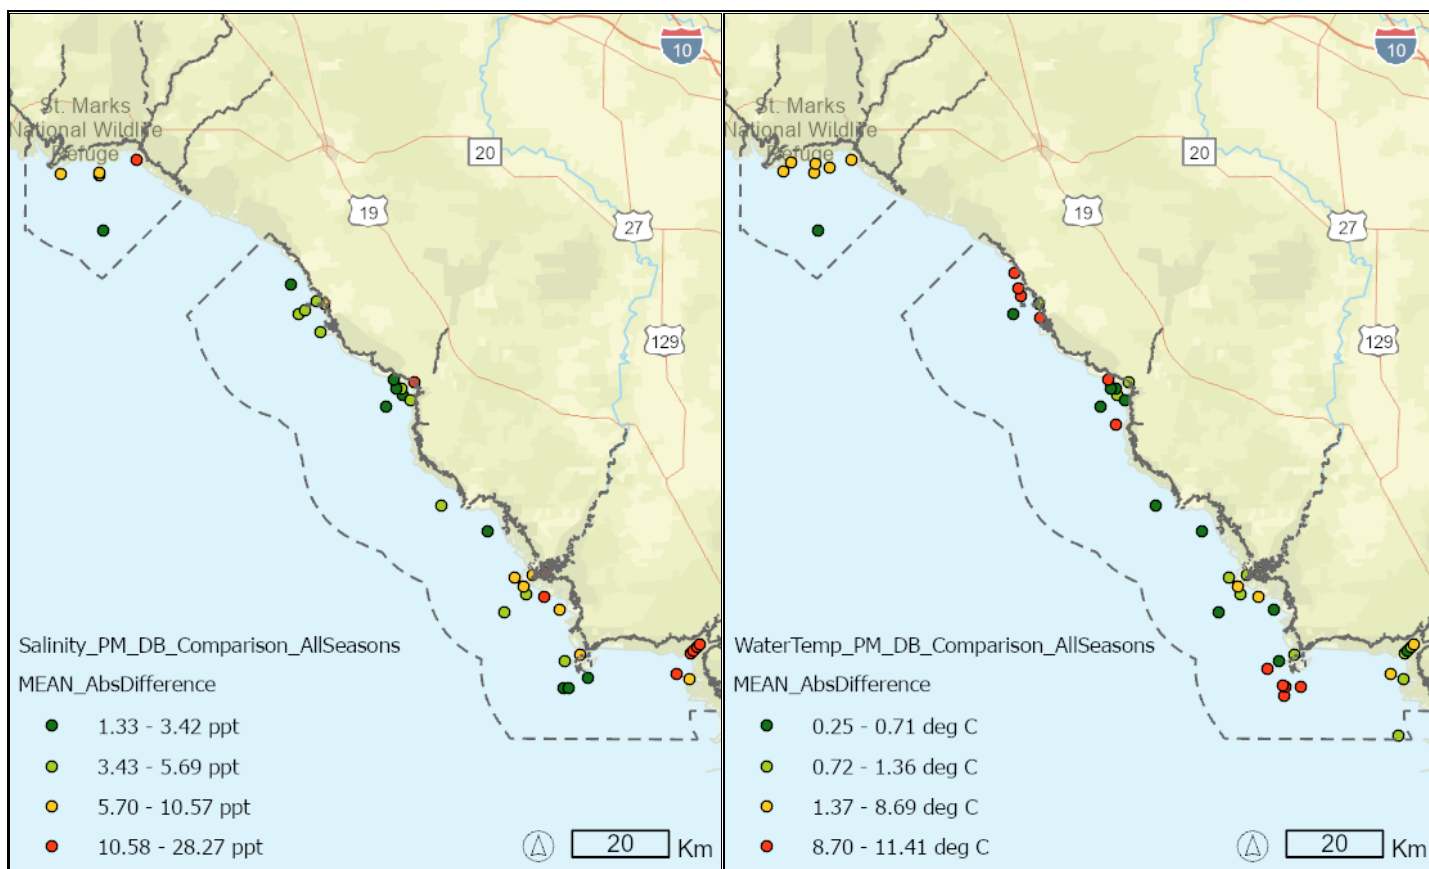 10
St. Marks
National Wildlife
Refuge
20
19
27
129
Salinity_PM_DB_Comparison_AllSeasons
MEAN_AbsDifference
1.33 - 3.42 ppt
3.43 - 5.69 ppt
5.70 - 10.57 ppt
10.58 - 28.27 ppt
20 Km
10
St. Marks
National Wildlife
Refuge
20
19
27
129
WaterTemp_PM_DB_Comparison_AllSeasons
MEAN_AbsDifference
0.25 - 0.71 deg C
0.72 - 1.36 deg C
1.37 - 8.69 deg C
8.70 - 11.41 deg C
20 Km